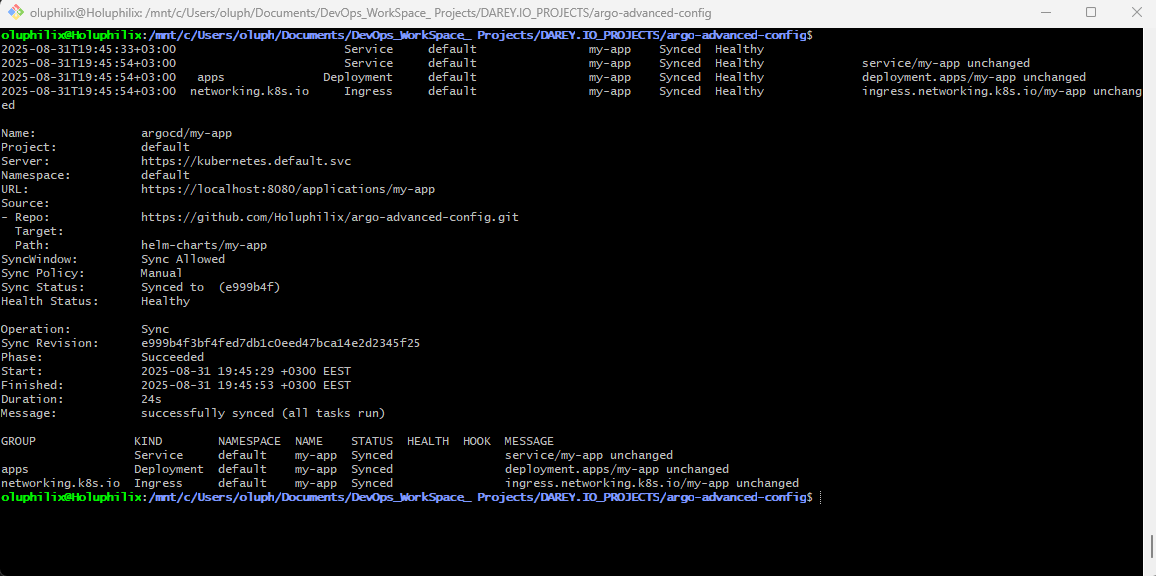 oluphilix@Holuphilix: /mnt/c/Users/oluph/Documents/DevOps_WorkSpace_ Projects/DAREY.IO_PROJECTS/argo-advanced-config
oluphilix@Holuphilix:/mnt/c/Users/oluph/Documents/DevOps_WorkSpace_ Projects/DAREY.IO_PROJECTS/argo-advanced-config$
2025-08-31T19:45:33+03:00                        Service     default                my-app    Synced  Healthy
2025-08-31T19:45:54+03:00                        Service     default                my-app    Synced  Healthy              service/my-app unchanged
2025-08-31T19:45:54+03:00   apps              Deployment     default                my-app    Synced  Healthy              deployment.apps/my-app unchanged
2025-08-31T19:45:54+03:00  networking.k8s.io     Ingress     default                my-app    Synced  Healthy              ingress.networking.k8s.io/my-app unchang
ed
Name:               argocd/my-app
Project:            default
Server:             https://kubernetes.default.svc
Namespace:          default
URL:                https://localhost:8080/applications/my-app
Source:
- Repo:             https://github.com/Holuphilix/argo-advanced-config.git
  Target:
  Path:             helm-charts/my-app
SyncWindow:         Sync Allowed
Sync Policy:        Manual
Sync Status:        Synced to  (e999b4f)
Health Status:      Healthy
Operation:          Sync
Sync Revision:      e999b4f3bf4fed7db1c0eed47bca14e2d2345f25
Phase:              Succeeded
Start:              2025-08-31 19:45:29 +0300 EEST
Finished:           2025-08-31 19:45:53 +0300 EEST
Duration:           24s
Message:            successfully synced (all tasks run)
GROUP              KIND        NAMESPACE  NAME    STATUS  HEALTH  HOOK  MESSAGE
                   Service     default    my-app  Synced                service/my-app unchanged
apps               Deployment  default    my-app  Synced                deployment.apps/my-app unchanged
networking.k8s.io  Ingress     default    my-app  Synced                ingress.networking.k8s.io/my-app unchanged
oluphilix@Holuphilix:/mnt/c/Users/oluph/Documents/DevOps_WorkSpace_ Projects/DAREY.IO_PROJECTS/argo-advanced-config$